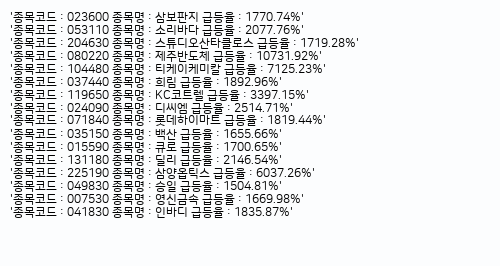 '종목코드 : 023600 종목명 : 삼보판지 급등율 : 1770.74%'
'종목코드 : 053110 종목명 : 소리바다 급등율 : 2077.76%'
'종목코드 : 204630 종목명 : 스튜디오산타클로스 급등율 : 1719.28%'
'종목코드 : 080220 종목명 : 제주반도체 급등율 : 10731.92%'
'종목코드 : 104480 종목명 : 티케이케미칼 급등율 : 7125.23%'
'종목코드 : 037440 종목명 : 희림 급등율 : 1892.96%'
'종목코드 : 119650 종목명 : KC코트렐 급등율 : 3397.15%'
'종목코드 : 024090 종목명 : 디씨엠 급등율 : 2514.71%'
'종목코드 : 071840 종목명 : 롯데하이마트 급등율 : 1819.44%'
'종목코드 : 035150 종목명 : 백산 급등율 : 1655.66%'
'종목코드 : 015590 종목명 : 큐로 급등율 : 1700.65%'
'종목코드 : 131180 종목명 : 딜리 급등율 : 2146.54%'
'종목코드 : 225190 종목명 : 삼양옵틱스 급등율 : 6037.26%'
'종목코드 : 049830 종목명 : 승일 급등율 : 1504.81%'
'종목코드 : 007530 종목명 : 영신금속 급등율 : 1669.98%'
'종목코드 : 041830 종목명 : 인바디 급등율 : 1835.87%'